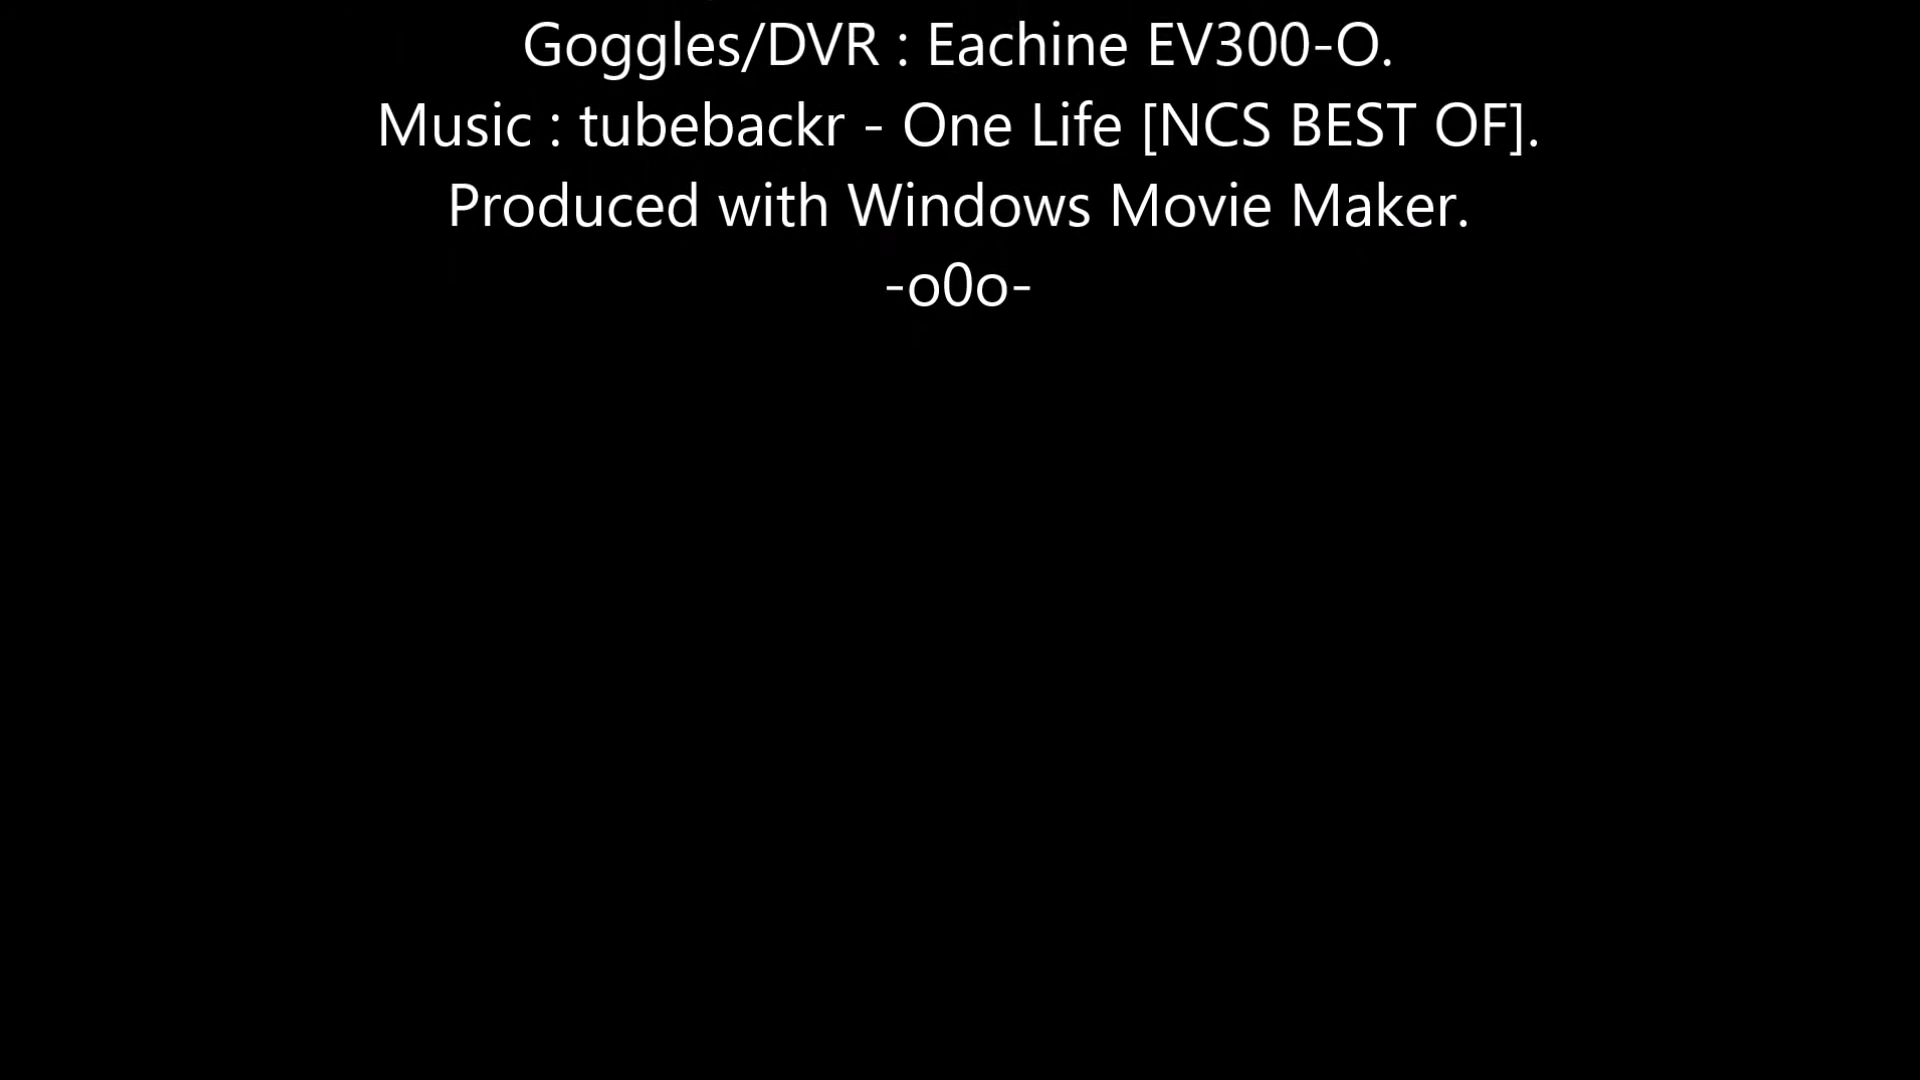 Goggles/DVR : Eachine EV300-O.
Music : tubebackr - One Life [NCS BEST OF].
Produced with Windows Movie Maker.
-o0o-